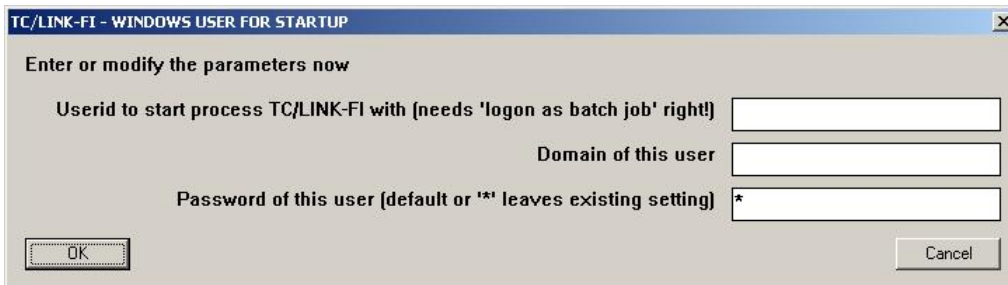 TC/LINK-FI - WINDOWS USER FOR STARTUP
Enter or modify the parameters now
Userid to start process TC/LINK-FI with (needs 'logon as batch job' right!)
Domain of this user
Password of this user (default or '*' leaves existing setting) *
OK Cancel